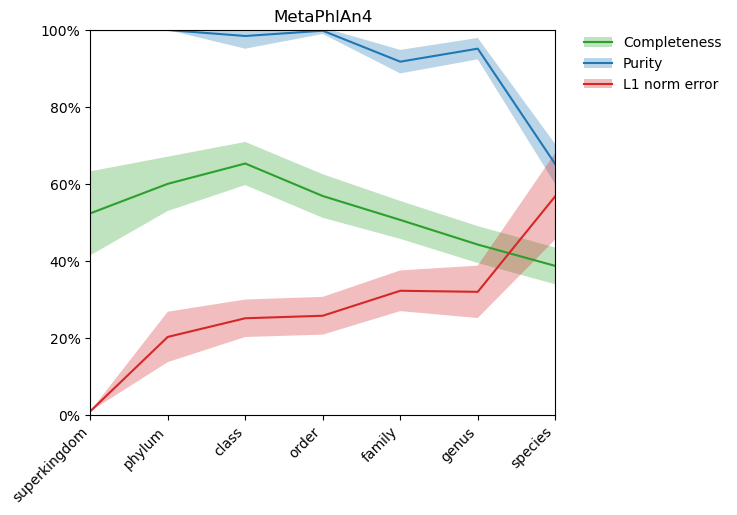 MetaPhlAn4
100%
80%
60%
40%
20%
0%
superkingdom
phylum
class
order
family
genus
species
Completeness
Purity
L1 norm error